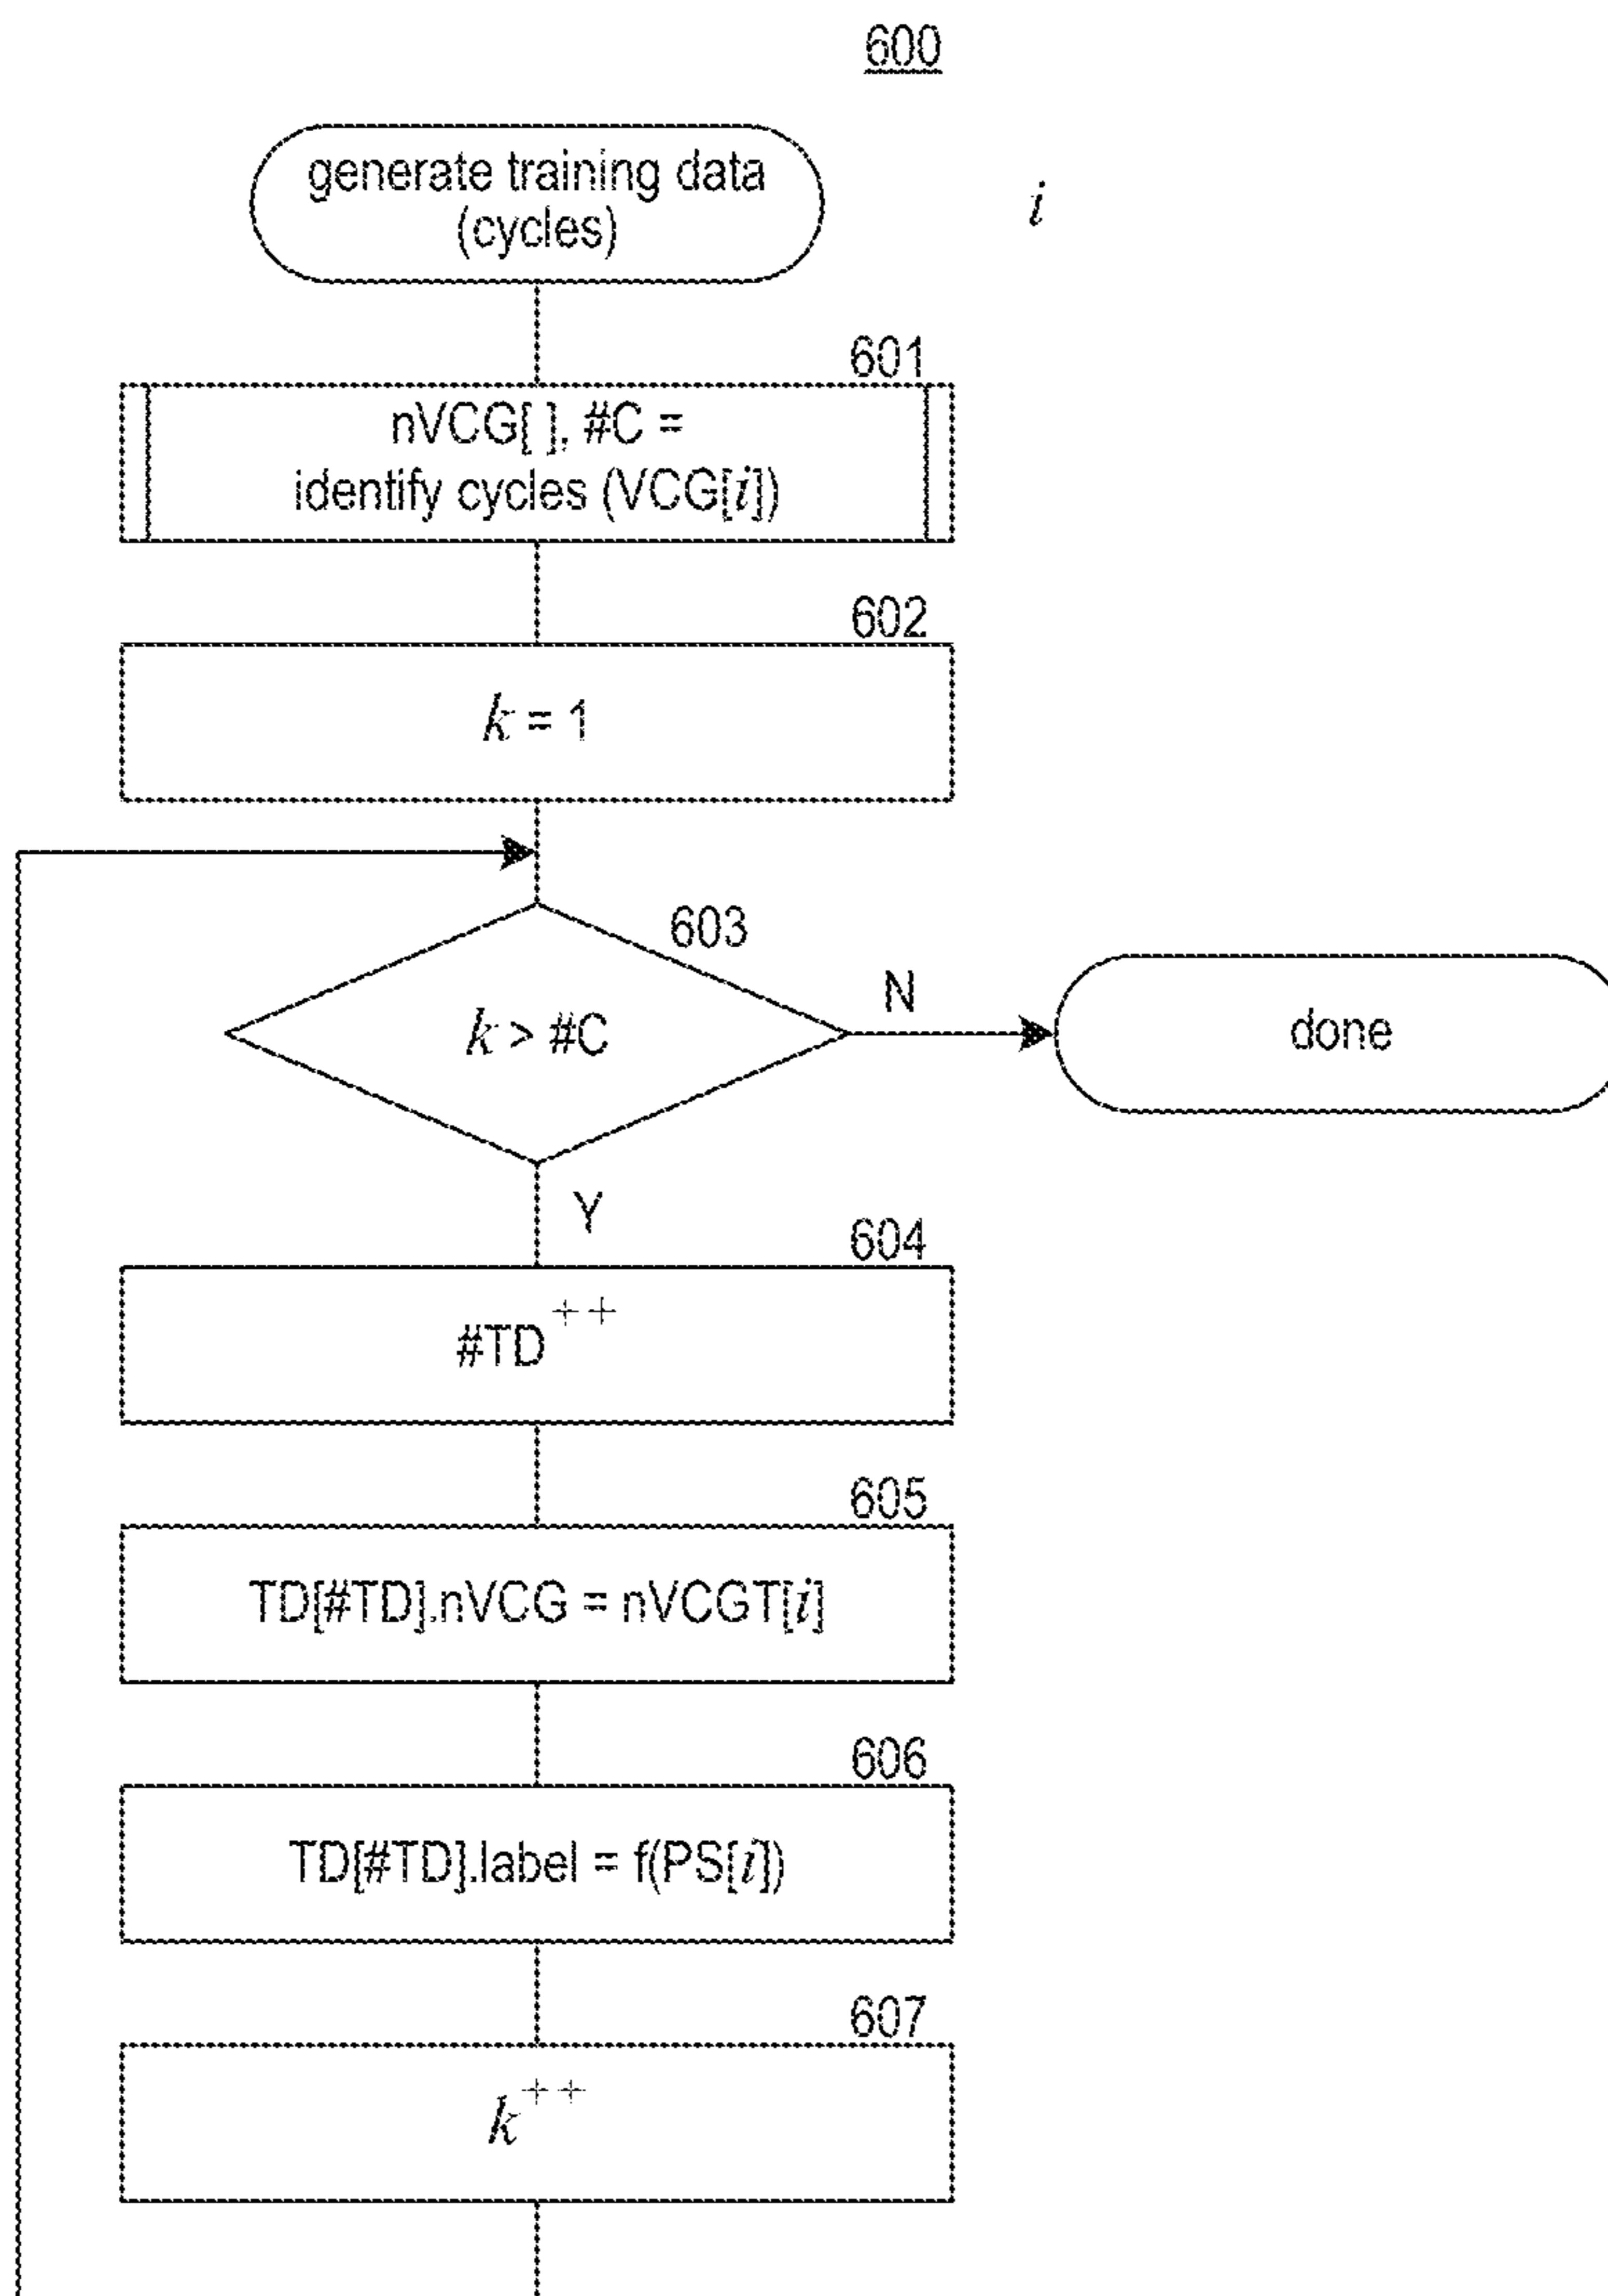 600
generate training data
(cycles)
i
601
nVCG[ ], #C =
identify cycles (VCG[i])
602
k = 1
603
k > #C
N
done
Y
604
#TD++
605
TD[#TD].nVCG = nVCGT[i]
606
TD[#TD].label = f(PS[i])
607
k++